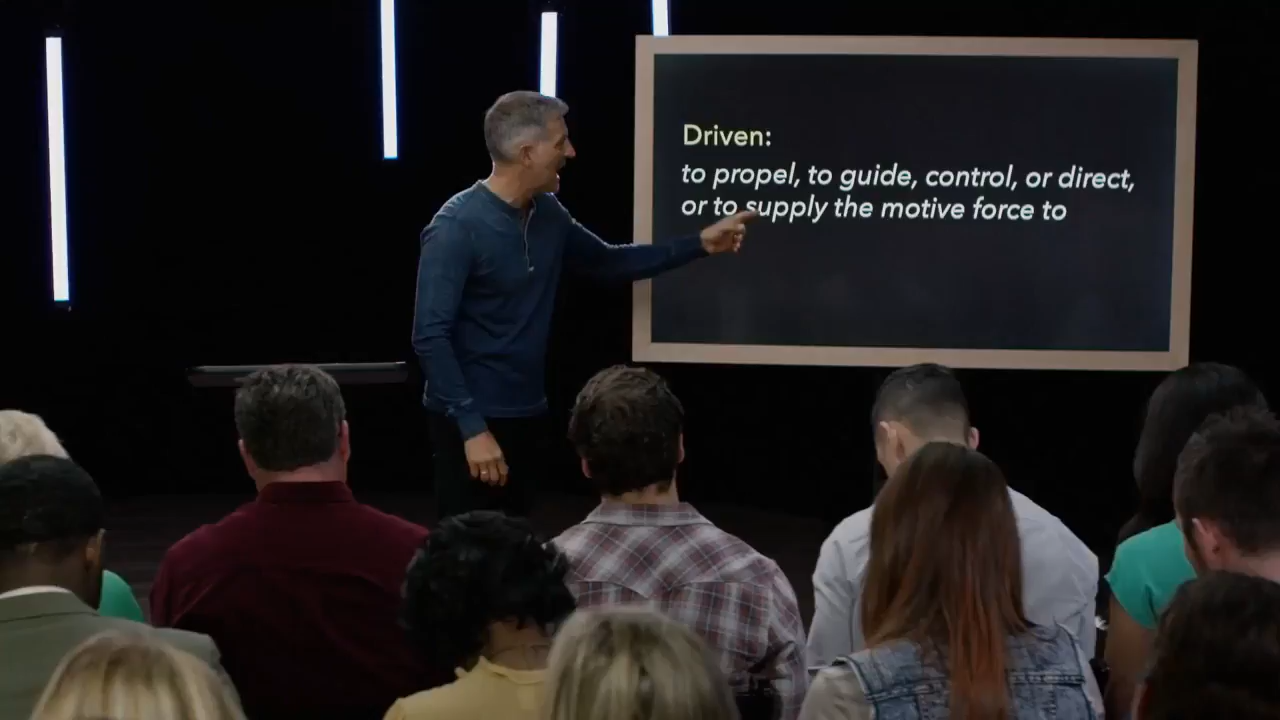 Driven:
to propel, to guide, control, or direct,
or to supply the motive force to